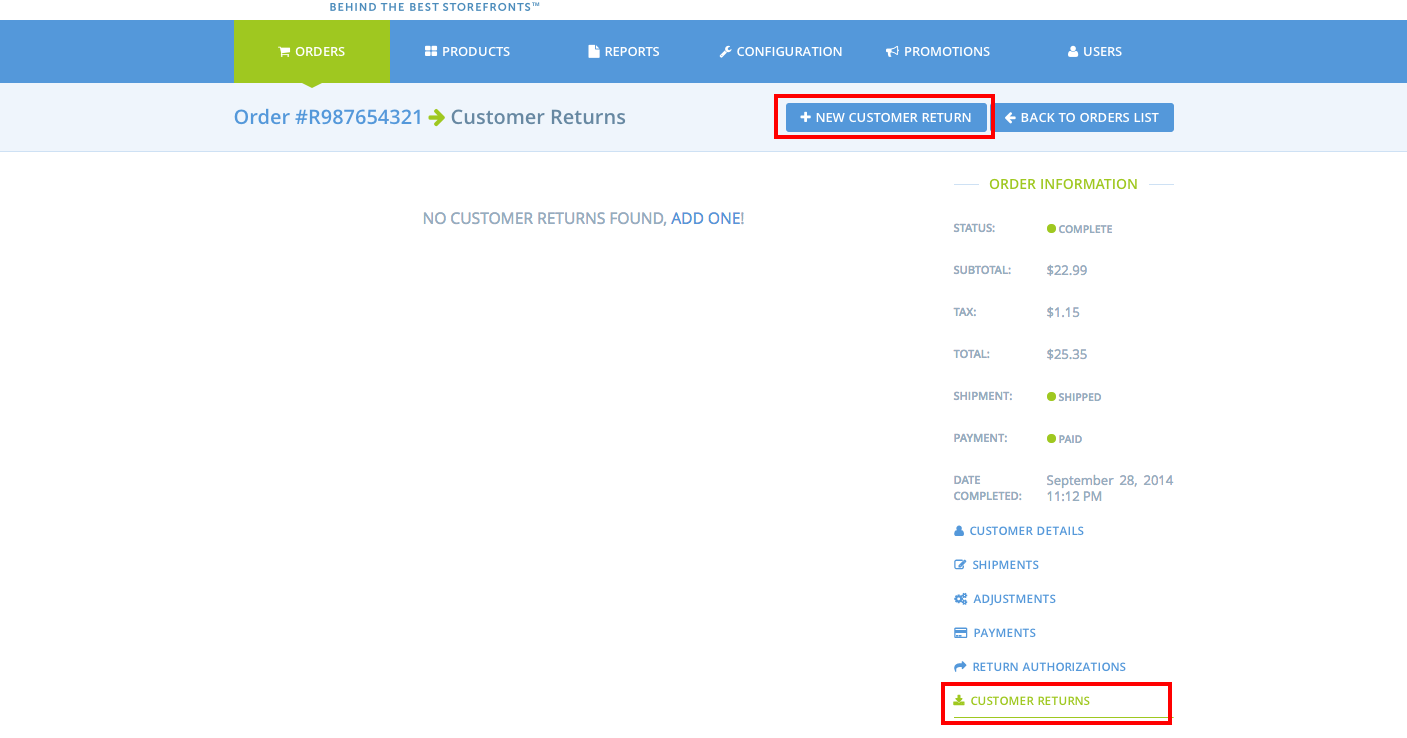 BEHIND THE BEST STOREFRONTS™
ORDERS PRODUCTS REPORTS CONFIGURATION PROMOTIONS USERS
Order #R987654321 Customer Returns NEW CUSTOMER RETURN BACK TO ORDERS LIST
NO CUSTOMER RETURNS FOUND, ADD ONE!
ORDER INFORMATION
STATUS: COMPLETE
SUBTOTAL: $22.99
TAX: $1.15
TOTAL: $25.35
SHIPMENT: SHIPPED
PAYMENT: PAID
DATE COMPLETED: September 28, 2014
11:12 PM
CUSTOMER DETAILS
SHIPMENTS
ADJUSTMENTS
PAYMENTS
RETURN AUTHORIZATIONS
CUSTOMER RETURNS